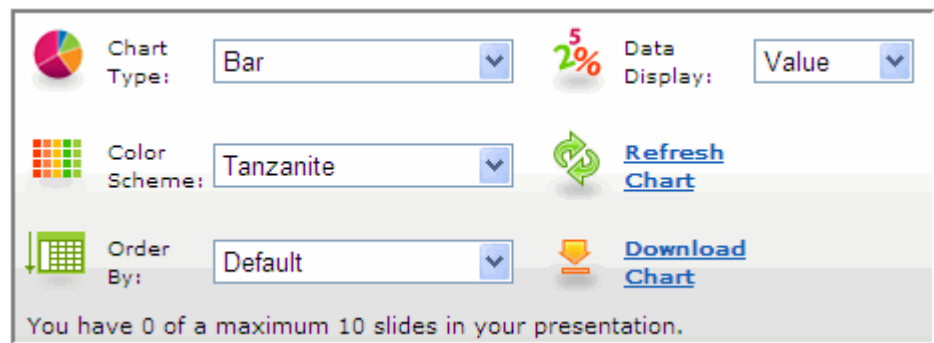 Chart Type: Bar
5 2% Data Display: Value
Color Scheme: Tanzanite
Refresh Chart
Order By: Default
Download Chart
You have 0 of a maximum 10 slides in your presentation.